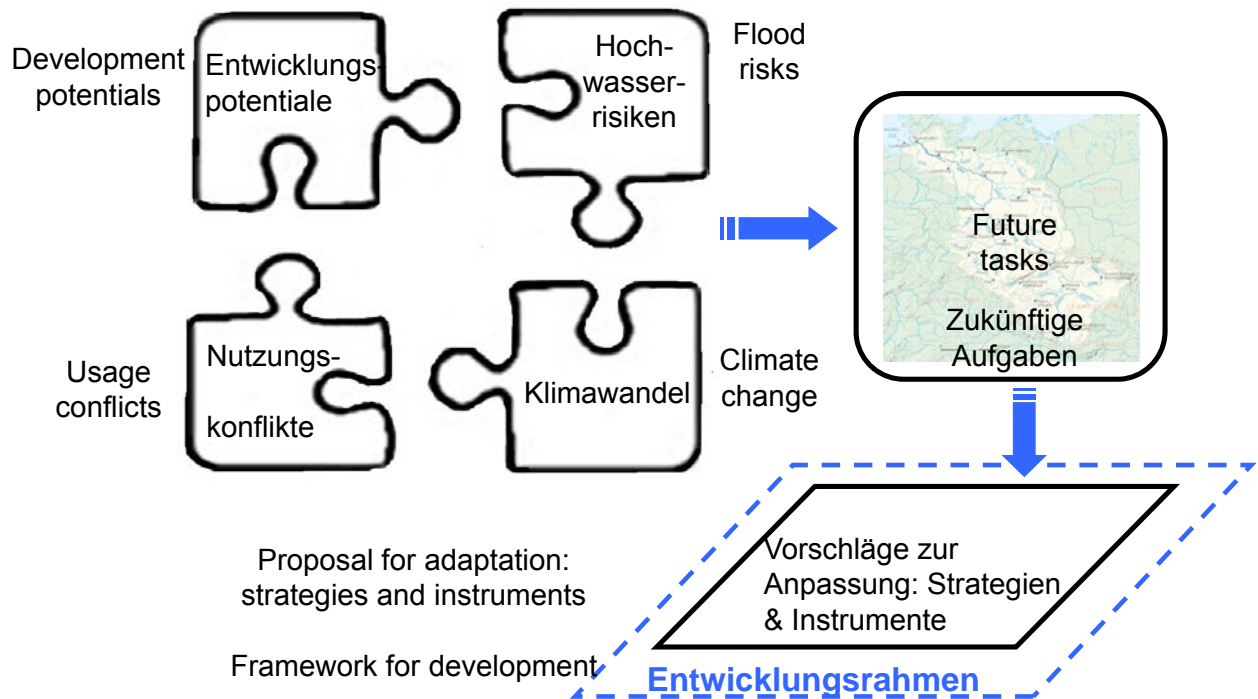 Development
potentials
Entwicklungs-
potentiale
Hoch-
wasser-
risiken
Flood
risks
Future
tasks
Zukünftige
Aufgaben
Usage
conflicts
Nutzungs-
konflikte
Klimawandel
Climate
change
Proposal for adaptation:
strategies and instruments
Vorschläge zur
Anpassung: Strategien
& Instrumente
Framework for development
Entwicklungsrahmen